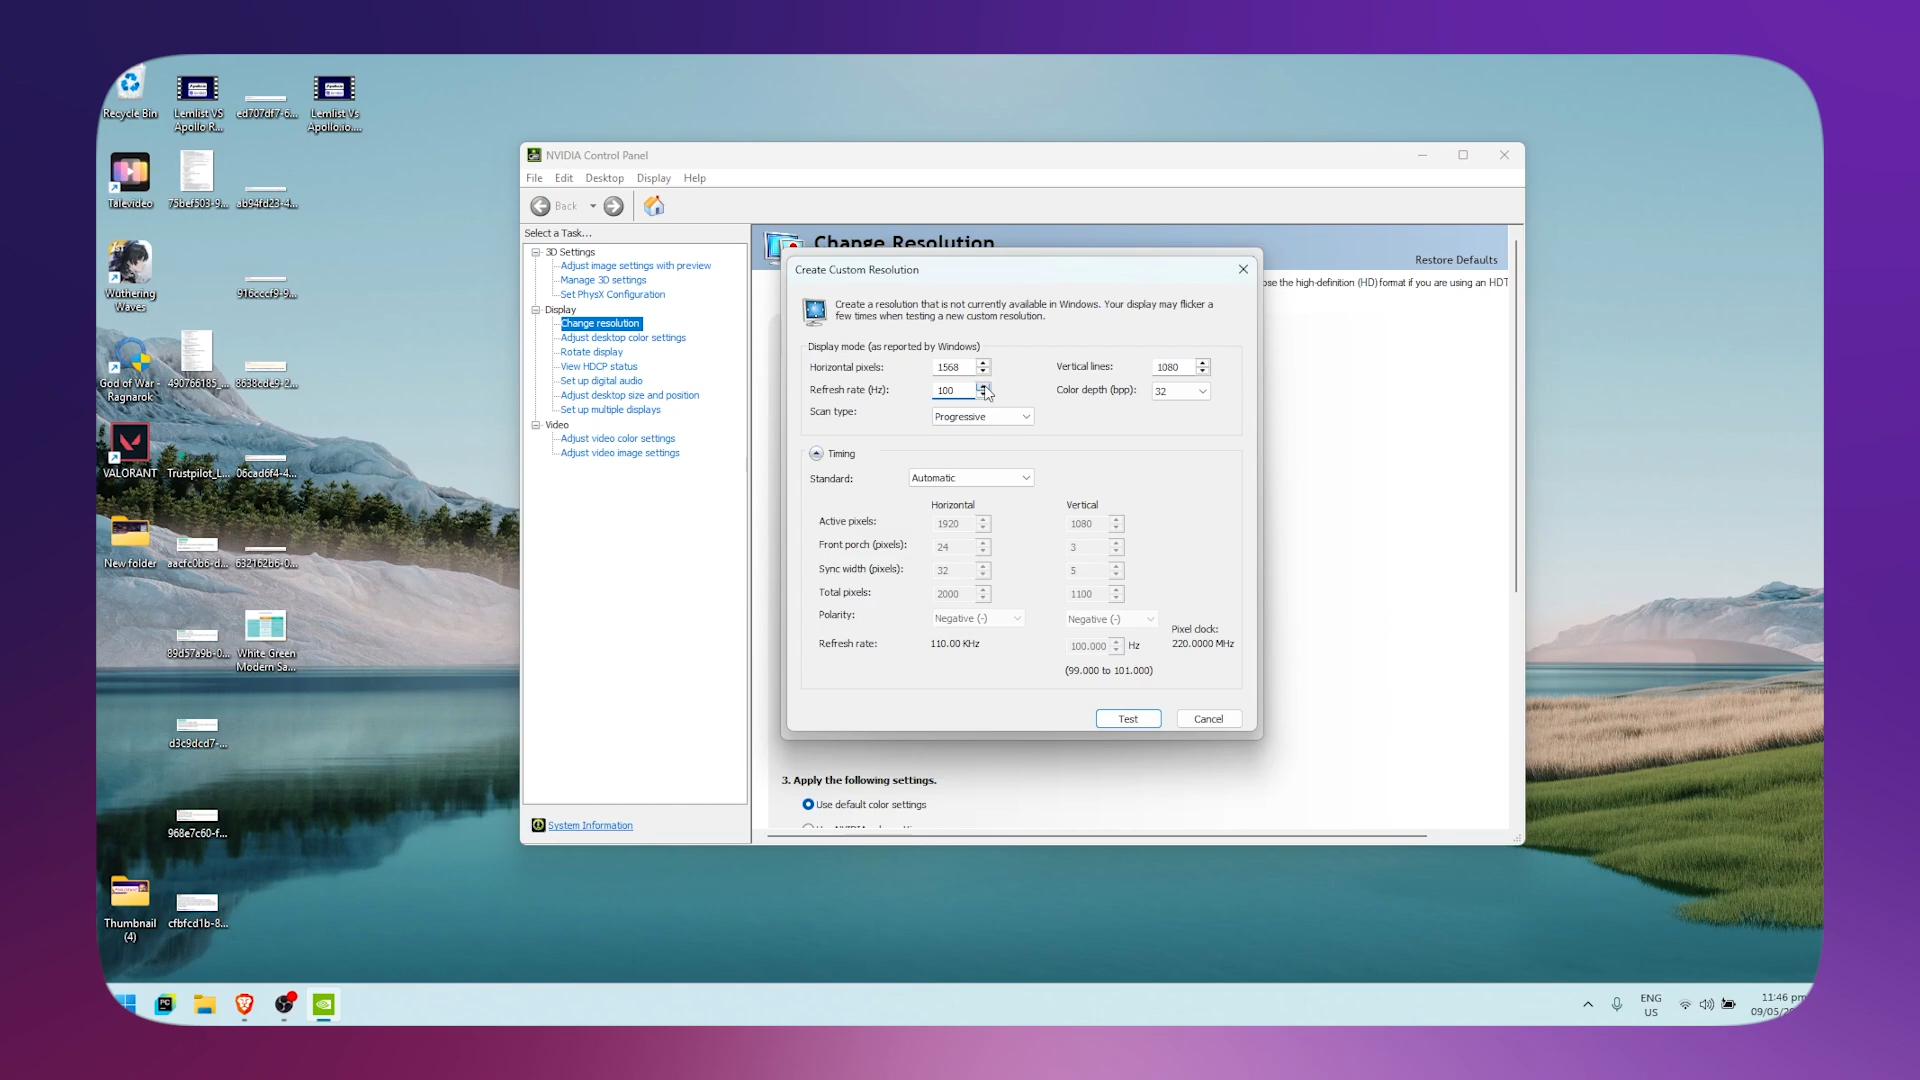 Recycle Bin
Lemlist VS
Apollo R...
ed707df7-6...
Lemlist Vs
Apollo.io....
Talevideo
75bef503-9...
ab94fd23-4...
Wuthering
Waves
916cccf9-9...
God of War -
Ragnarok
490766185_...
8638cde9-2...
VALORANT
Trustpilot_L...
06cad6f4-4...
New folder
aacfc0b6-d...
632162b6-0...
89d57a9b-0...
White Green
Modern Sa...
d3c9dcd7-...
968e7c60-f...
Thumbnail
(4)
cfbfcd1b-8...
NVIDIA Control Panel
File Edit Desktop Display Help
Back
Select a Task...
3D Settings
Adjust image settings with preview
Manage 3D settings
Set PhysX Configuration
Display
Change resolution
Adjust desktop color settings
Rotate display
View HDCP status
Set up digital audio
Adjust desktop size and position
Set up multiple displays
Video
Adjust video color settings
Adjust video image settings
System Information
Change Resolution
Restore Defaults
ose the high-definition (HD) format if you are using an HDT
Create Custom Resolution
Create a resolution that is not currently available in Windows. Your display may flicker a
few times when testing a new custom resolution.
Display mode (as reported by Windows)
Horizontal pixels: 1568 Vertical lines: 1080
Refresh rate (Hz): 100 Color depth (bpp): 32
Scan type: Progressive
Timing
Standard: Automatic
Horizontal Vertical
Active pixels: 1920 1080
Front porch (pixels): 24 3
Sync width (pixels): 32 5
Total pixels: 2000 1100
Polarity: Negative (-) Negative (-)
Pixel clock:
Refresh rate: 110.00 KHz 100.000 Hz 220.0000 MHz
(99.000 to 101.000)
Test Cancel
3. Apply the following settings.
Use default color settings
PC
ENG
US
11:46 pm
09/05/2